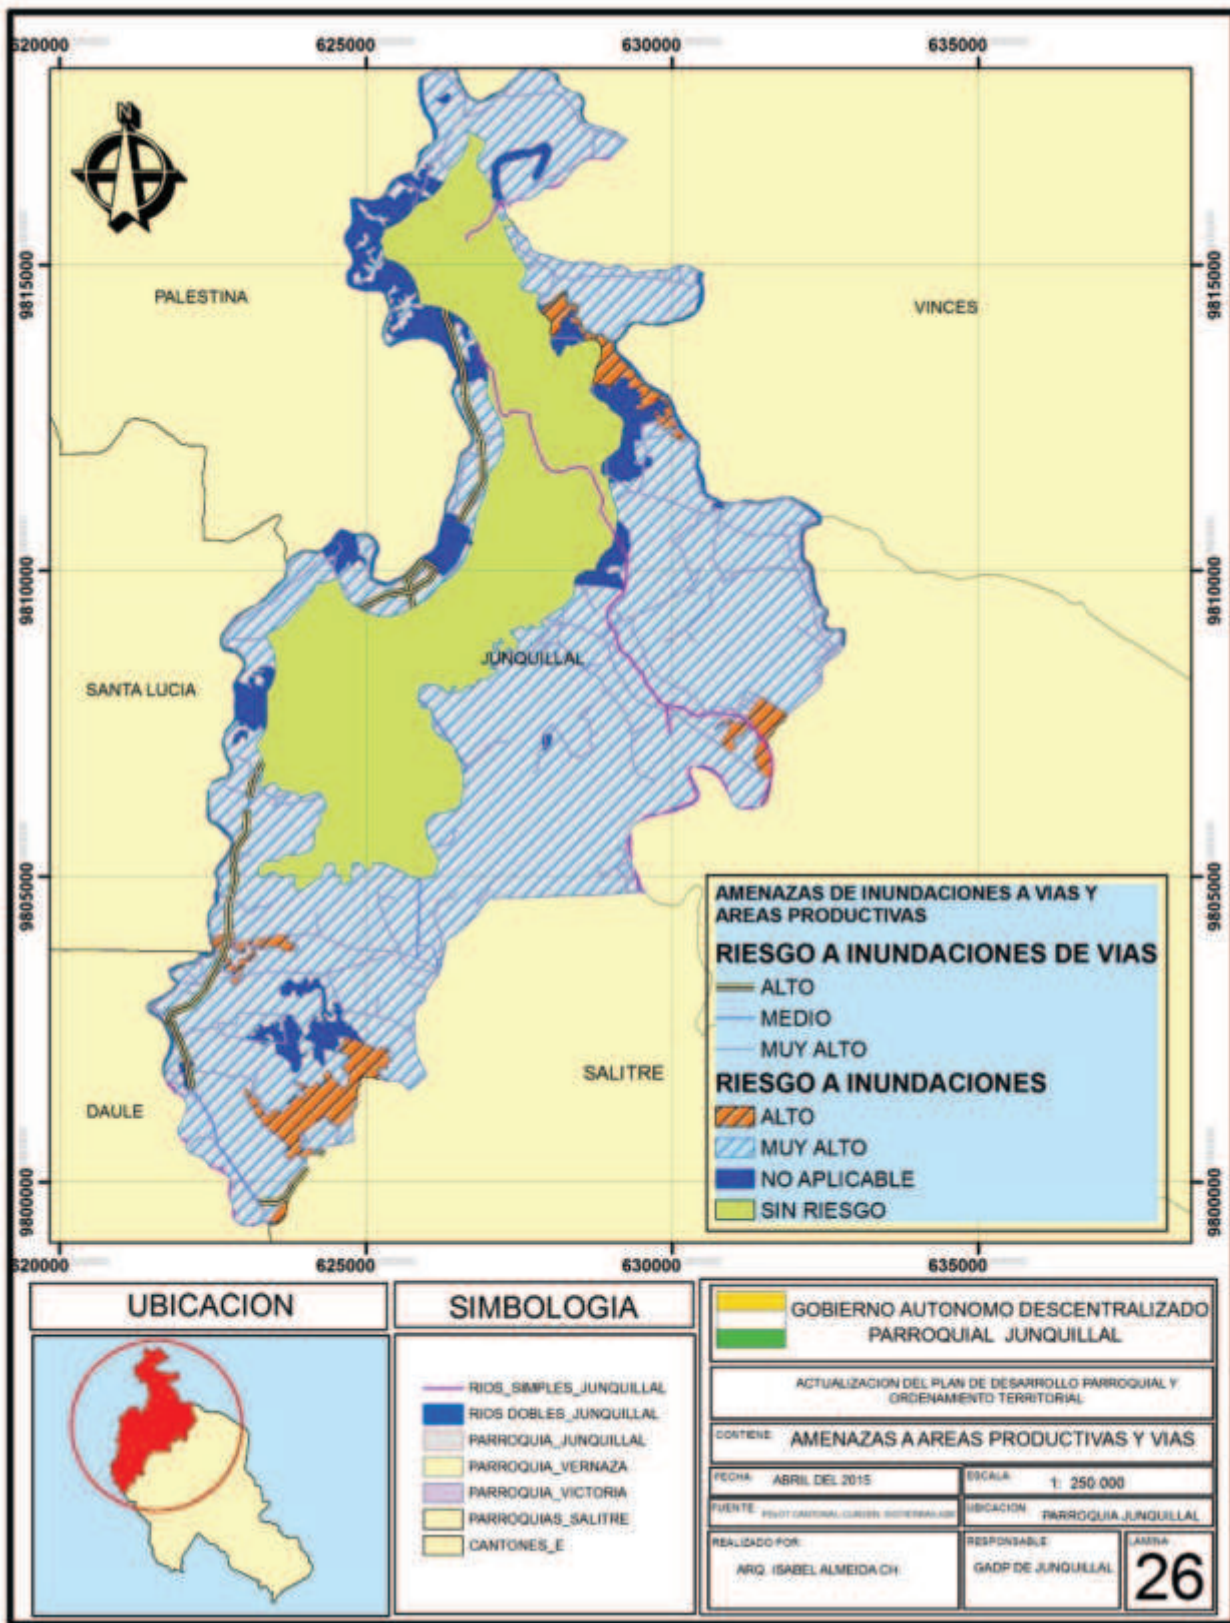 620000 625000 630000 635000
N
9815000 9815000
PALESTINA
VINCES
9810000 9810000
JUNQUILLAL
SANTA LUCIA
9805000 9805000
SALITRE
DAULE
9800000 9800000
620000 625000 630000 635000
AMENAZAS DE INUNDACIONES A VIAS Y
AREAS PRODUCTIVAS
RIESGO A INUNDACIONES DE VIAS
ALTO
MEDIO
MUY ALTO
RIESGO A INUNDACIONES
ALTO
MUY ALTO
NO APLICABLE
SIN RIESGO
UBICACION
SIMBOLOGIA
RIOS_SIMPLES_JUNQUILLAL
RIOS DOBLES_JUNQUILLAL
PARROQUIA_JUNQUILLAL
PARROQUIA_VERNAZA
PARROQUIA_VICTORIA
PARROQUIAS_SALITRE
CANTONES_E
GOBIERNO AUTONOMO DESCENTRALIZADO
PARROQUIAL JUNQUILLAL
ACTUALIZACION DEL PLAN DE DESARROLLO PARROQUIAL Y
ORDENAMIENTO TERRITORIAL
CONTIENE: AMENAZAS A AREAS PRODUCTIVAS Y VIAS
FECHA: ABRIL DEL 2015
ESCALA: 1: 250 000
FUENTE
UBICACION PARROQUIA JUNQUILLAL
REALIZADO POR:
ARQ. ISABEL ALMEIDA CH
RESPONSABLE
GADP DE JUNQUILLAL
LAMINA
26